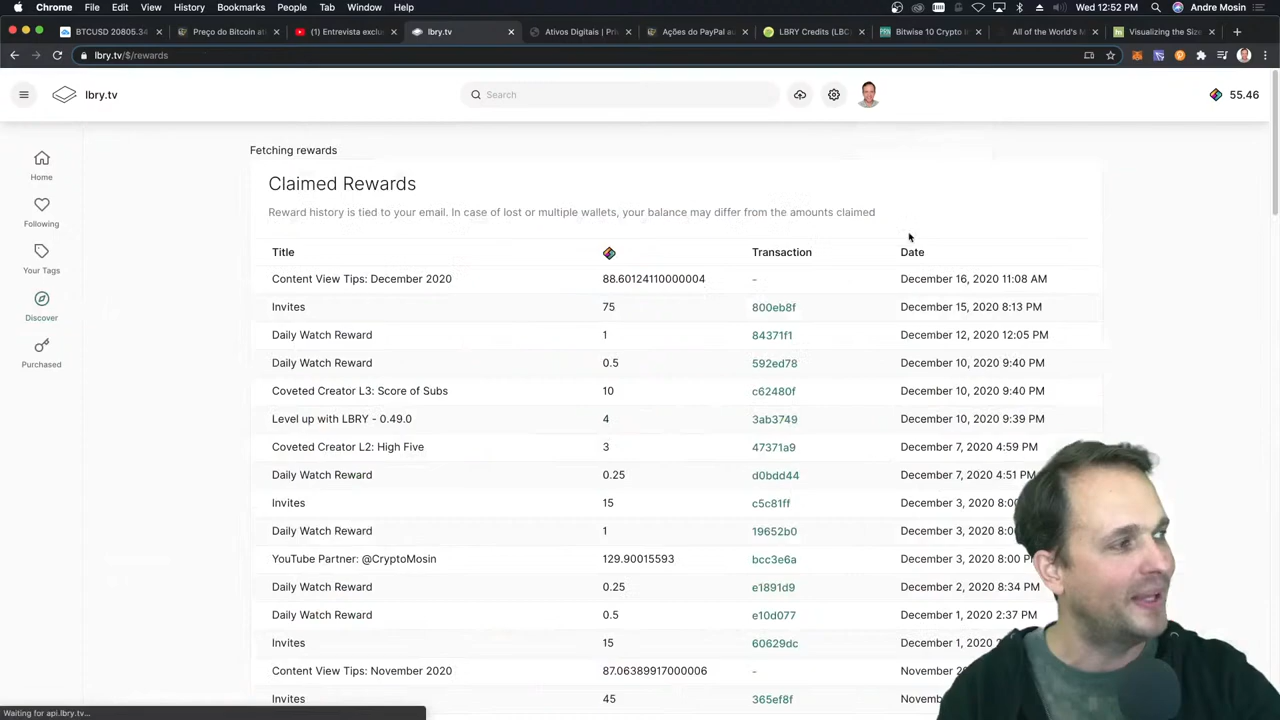 Chrome File Edit View History Bookmarks People Tab Window Help Wed 12:52 PM Andre Mosin
BTCUSD 20805.34 Preço do Bitcoin at (1) Entrevista exclu lbry.tv Ativos Digitais | Pri Ações do PayPal au LBRY Credits (LBC Bitwise 10 Crypto I All of the World's M Visualizing the Size
lbry.tv/$/rewards
lbry.tv Search 55.46
Home
Following
Your Tags
Discover
Purchased
Fetching rewards
Claimed Rewards
Reward history is tied to your email. In case of lost or multiple wallets, your balance may differ from the amounts claimed
Title Transaction Date
Content View Tips: December 2020 88.60124110000004 - December 16, 2020 11:08 AM
Invites 75 800eb8f December 15, 2020 8:13 PM
Daily Watch Reward 1 84371f1 December 12, 2020 12:05 PM
Daily Watch Reward 0.5 592ed78 December 10, 2020 9:40 PM
Coveted Creator L3: Score of Subs 10 c62480f December 10, 2020 9:40 PM
Level up with LBRY - 0.49.0 4 3ab3749 December 10, 2020 9:39 PM
Coveted Creator L2: High Five 3 47371a9 December 7, 2020 4:59 PM
Daily Watch Reward 0.25 d0bdd44 December 7, 2020 4:51 PM
Invites 15 c5c81ff December 3, 2020 8:00
Daily Watch Reward 1 19652b0 December 3, 2020 8:0
YouTube Partner: @CryptoMosin 129.90015593 bcc3e6a December 3, 2020 8:00 PM
Daily Watch Reward 0.25 e1891d9 December 2, 2020 8:34 PM
Daily Watch Reward 0.5 e10d077 December 1, 2020 2:37 PM
Invites 15 60629dc December 1, 2020 2
Content View Tips: November 2020 87.06389917000006 - November 2
Invites 45 365ef8f Novemb
Waiting for api.lbry.tv...